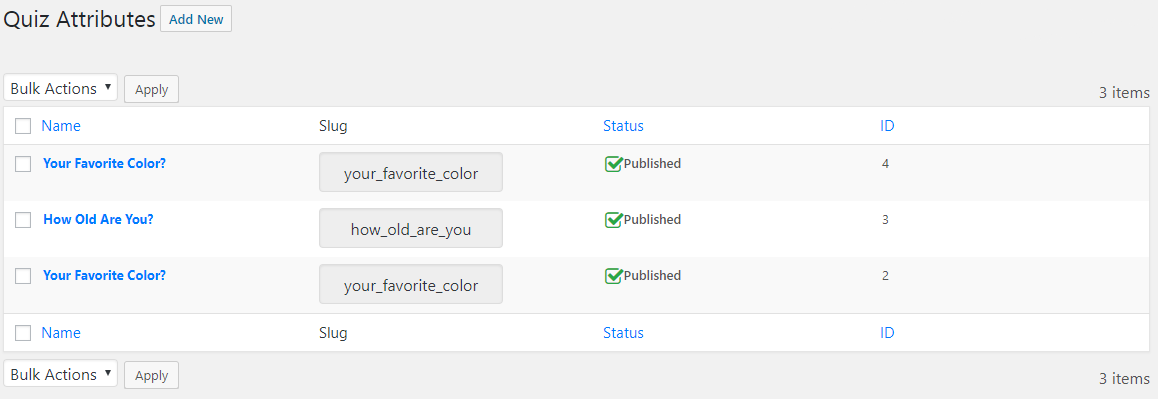 Quiz Attributes Add New
Bulk Actions Apply
3 items
Name Slug Status ID
Your Favorite Color? your_favorite_color Published 4
How Old Are You? how_old_are_you Published 3
Your Favorite Color? your_favorite_color Published 2
Name Slug Status ID
Bulk Actions Apply
3 items